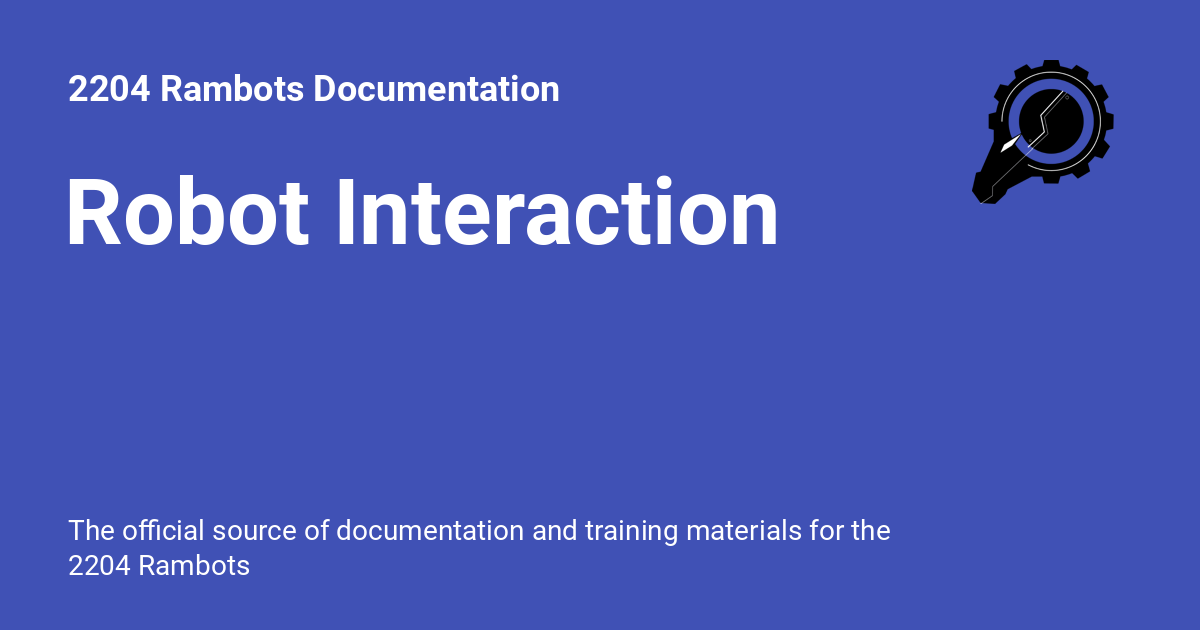 2204 Rambots Documentation
Robot Interaction
The official source of documentation and training materials for the
2204 Rambots